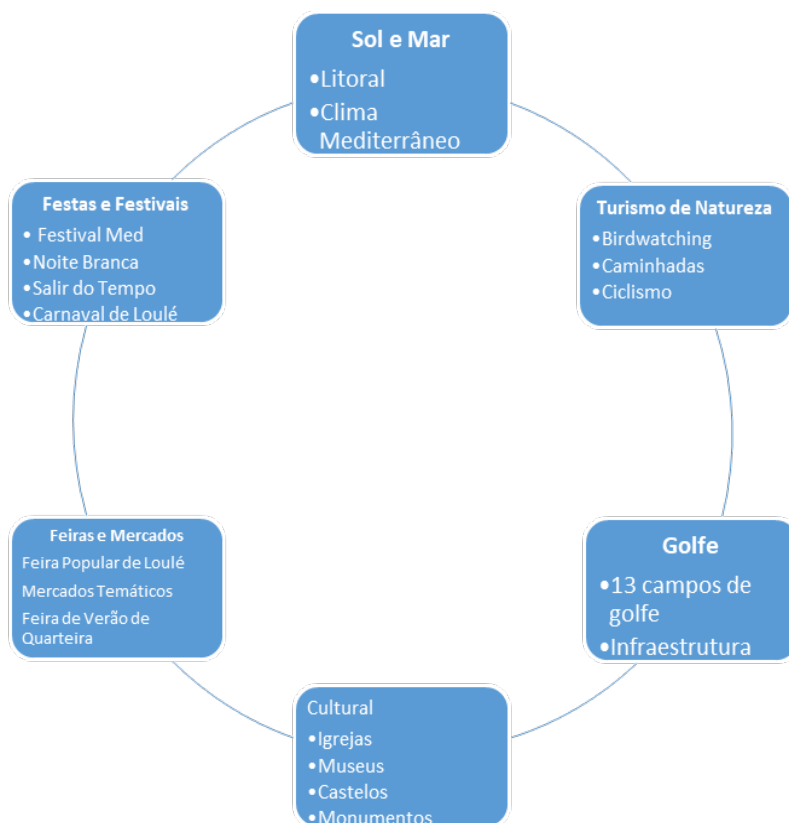 Sol e Mar
•Litoral
•Clima
Mediterrâneo
Turismo de Natureza
•Birdwatching
•Caminhadas
•Ciclismo
Golfe
•13 campos de
golfe
•Infraestrutura
Cultural
•Igrejas
•Museus
•Castelos
•Monumentos
Feiras e Mercados
Feira Popular de Loulé
Mercados Temáticos
Feira de Verão de
Quarteira
Festas e Festivais
• Festival Med
•Noite Branca
•Salir do Tempo
•Carnaval de Loulé